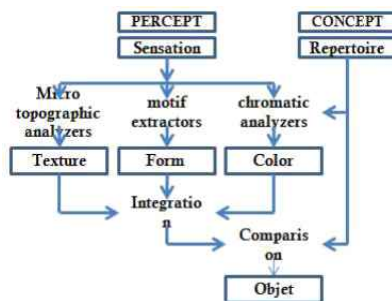 PERCEPT CONCEPT
Sensation Repertoire
Micro topographic analyzers
motif extractors
chromatic analyzers
Texture Form Color
Integratio
n
Comparis
on
Objet